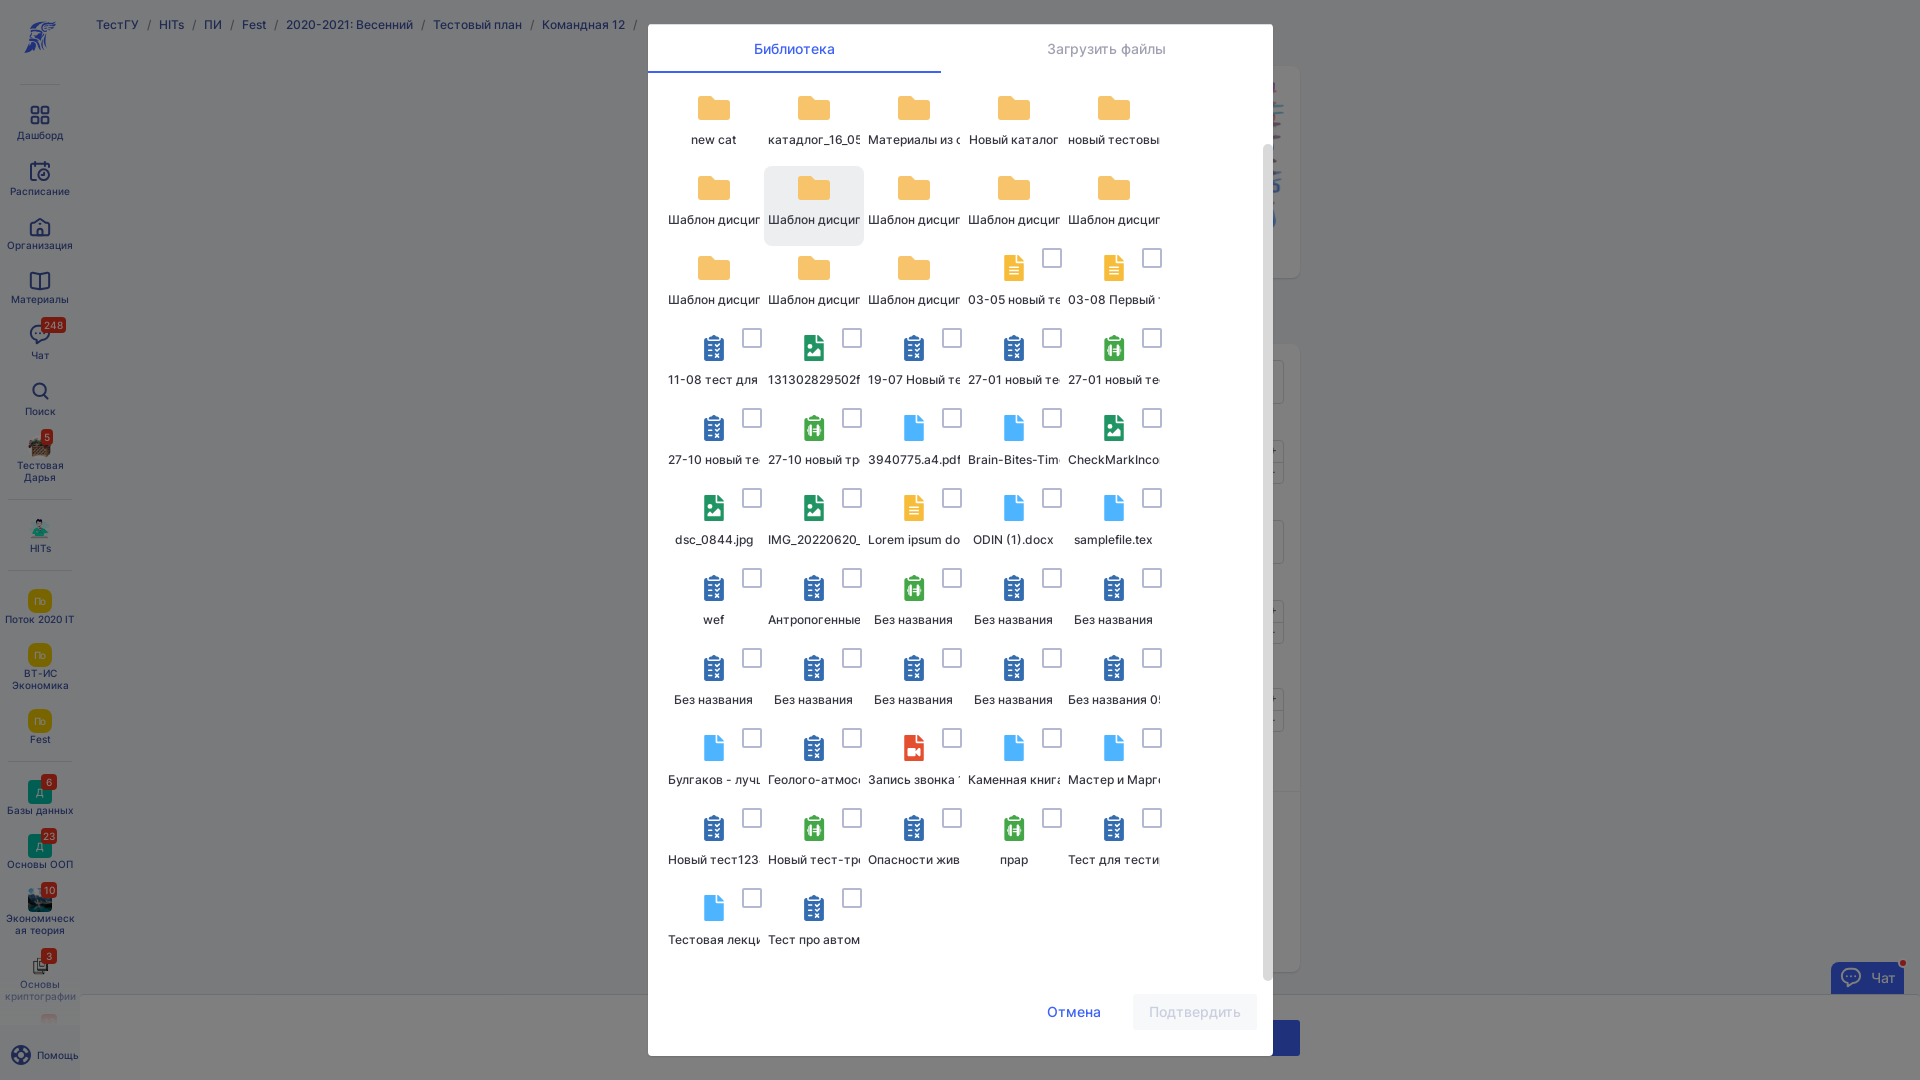 ТестГУ / HITs / ПИ / Fest / 2020-2021: Весенний / Тестовый план / Командная 12 /
Дашборд
Расписание
Организация
Материалы
248
Чат
Поиск
5
Тестовая
Дарья
HITs
По
Поток 2020 IT
По
ВТ-ИС
Экономика
По
Fest
6
Д
Базы данных
23
Д
Основы ООП
10
Экономическ
ая теория
3
Основы
криптографии
Помощь
Библиотека
Загрузить файлы
new cat
катадлог_16_05
Материалы из с
Новый каталог
новый тестовы
Шаблон дисцип
Шаблон дисцип
Шаблон дисцип
Шаблон дисцип
Шаблон дисцип
Шаблон дисцип
Шаблон дисцип
Шаблон дисцип
03-05 новый те
03-08 Первый
11-08 тест для
131302829502f
19-07 Новый те
27-01 новый те
27-01 новый те
27-10 новый те
27-10 новый тр
3940775.a4.pdf
Brain-Bites-Tim
CheckMarkInco
dsc_0844.jpg
IMG_20220620_
Lorem ipsum do
ODIN (1).docx
samplefile.tex
wef
Антропогенные
Без названия
Без названия
Без названия
Без названия
Без названия
Без названия
Без названия
Без названия 05
Булгаков - луч
Геолого-атмос
Запись звонка
Каменная книга
Мастер и Марг
Новый тест123
Новый тест-тр
Опасности жив
прар
Тест для тести
Тестовая лекц
Тест про автом
Отмена
Подтвердить
Чат